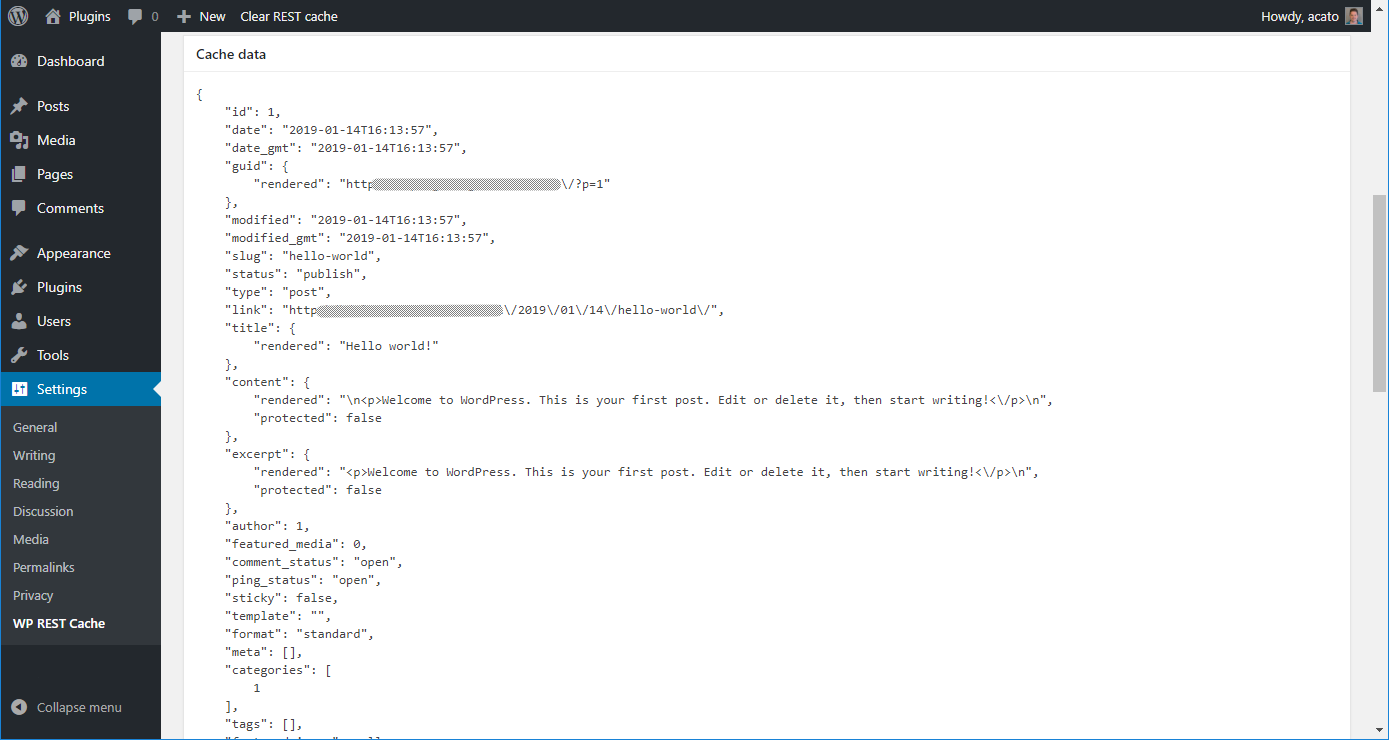 Plugins 0 New Clear REST cache Howdy, acato
Dashboard
Posts
Media
Pages
Comments
Appearance
Plugins
Users
Tools
Settings
General
Writing
Reading
Discussion
Media
Permalinks
Privacy
WP REST Cache
Collapse menu
Cache data
{
"id": 1,
"date": "2019-01-14T16:13:57",
"date_gmt": "2019-01-14T16:13:57",
"guid": {
"rendered": "http \/?p=1"
},
"modified": "2019-01-14T16:13:57",
"modified_gmt": "2019-01-14T16:13:57",
"slug": "hello-world",
"status": "publish",
"type": "post",
"link": "http \/2019\/01\/14\/hello-world\/",
"title": {
"rendered": "Hello world!"
},
"content": {
"rendered": "\n<p>Welcome to WordPress. This is your first post. Edit or delete it, then start writing!<\/p>\n",
"protected": false
},
"excerpt": {
"rendered": "<p>Welcome to WordPress. This is your first post. Edit or delete it, then start writing!<\/p>\n",
"protected": false
},
"author": 1,
"featured_media": 0,
"comment_status": "open",
"ping_status": "open",
"sticky": false,
"template": "",
"format": "standard",
"meta": [],
"categories": [
1
],
"tags": [],